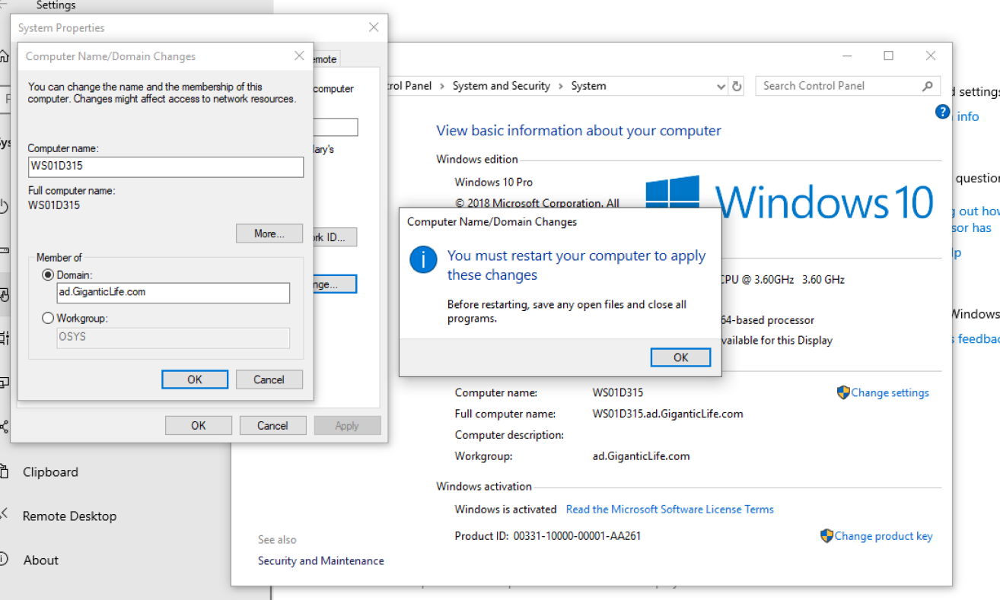 Settings
System Properties
Computer Name/Domain Changes
You can change the name and the membership of this
computer. Changes might affect access to network resources.
Computer name:
WS01D315
Full computer name:
WS01D315
More...
Member of
Domain:
ad.GiganticLife.com
Workgroup:
OSYS
OK Cancel
OK Cancel Apply
emote
computer
lary's
ork ID...
nge...
Clipboard
Remote Desktop
About
trol Panel > System and Security > System
Search Control Panel
View basic information about your computer
Windows edition
Windows 10 Pro
© 2018 Microsoft Corporation. All
Windows 10
Computer Name/Domain Changes
You must restart your computer to apply
these changes
Before restarting, save any open files and close all
programs.
OK
CPU @ 3.60GHz 3.60 GHz
64-based processor
vailable for this Display
Computer name: WS01D315
Change settings
Full computer name: WS01D315.ad.GiganticLife.com
Computer description:
Workgroup: ad.GiganticLife.com
Windows activation
Windows is activated Read the Microsoft Software License Terms
Product ID: 00331-10000-00001-AA261
Change product key
See also
Security and Maintenance
d settings
info
question
g out how
sor has
lp
Windows
s feedbac